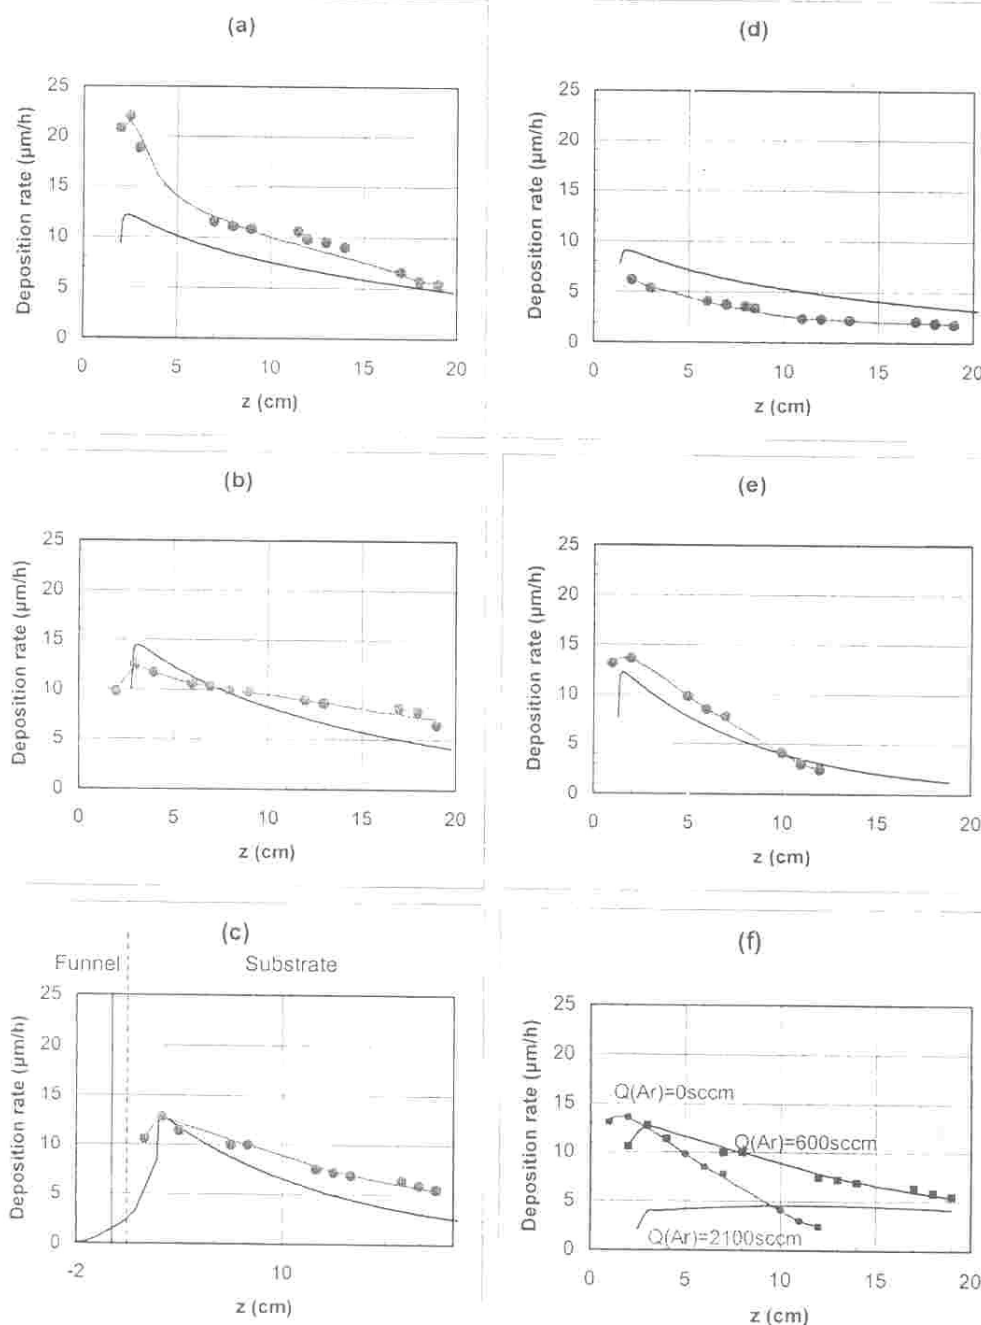 (a)
Deposition rate (µm/h)
25
20
15
10
5
0
0 5 10 15 20
z (cm)
(d)
Deposition rate (µm/h)
25
20
15
10
5
0
0 5 10 15 20
z (cm)
(b)
Deposition rate (µm/h)
25
20
15
10
5
0
0 5 10 15 20
z (cm)
(e)
Deposition rate (µm/h)
25
20
15
10
5
0
0 5 10 15 20
z (cm)
(c)
Funnel Substrate
Deposition rate (µm/h)
25
20
15
10
5
0
-2 10
z (cm)
(f)
Deposition rate (µm/h)
25
20
15
10
5
0
Q(Ar)=0sccm
Q(Ar)=600sccm
Q(Ar)=2100sccm
0 5 10 15 20
z (cm)